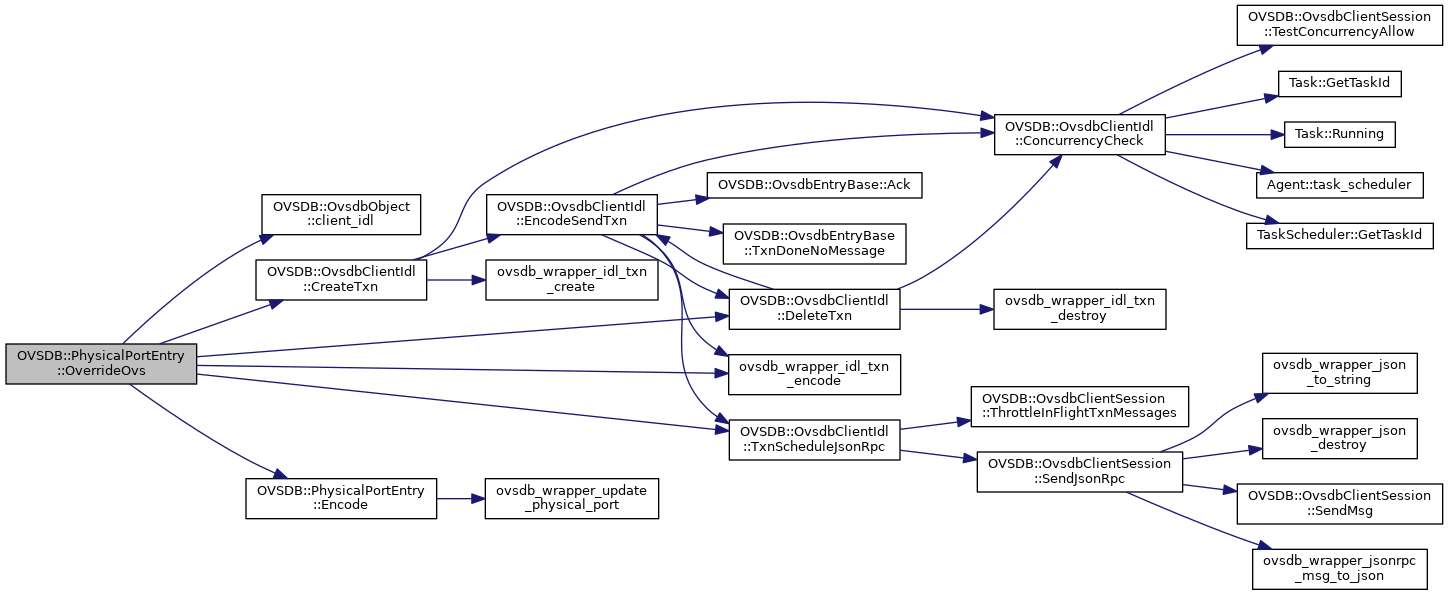 OVSDB::PhysicalPortEntry
::OverrideOvs
OVSDB::OvsdbObject
::client_idl
OVSDB::OvsdbClientIdl
::CreateTxn
OVSDB::PhysicalPortEntry
::Encode
OVSDB::OvsdbClientIdl
::EncodeSendTxn
ovsdb_wrapper_idl_txn
_create
ovsdb_wrapper_update
_physical_port
OVSDB::OvsdbEntryBase::Ack
OVSDB::OvsdbEntryBase
::TxnDoneNoMessage
OVSDB::OvsdbClientIdl
::DeleteTxn
ovsdb_wrapper_idl_txn
_encode
OVSDB::OvsdbClientIdl
::TxnScheduleJsonRpc
OVSDB::OvsdbClientIdl
::ConcurrencyCheck
ovsdb_wrapper_idl_txn
_destroy
OVSDB::OvsdbClientSession
::ThrottleInFlightTxnMessages
OVSDB::OvsdbClientSession
::SendJsonRpc
OVSDB::OvsdbClientSession
::TestConcurrencyAllow
Task::GetTaskId
Task::Running
Agent::task_scheduler
TaskScheduler::GetTaskId
ovsdb_wrapper_json
_to_string
ovsdb_wrapper_json
_destroy
OVSDB::OvsdbClientSession
::SendMsg
ovsdb_wrapper_jsonrpc
_msg_to_json